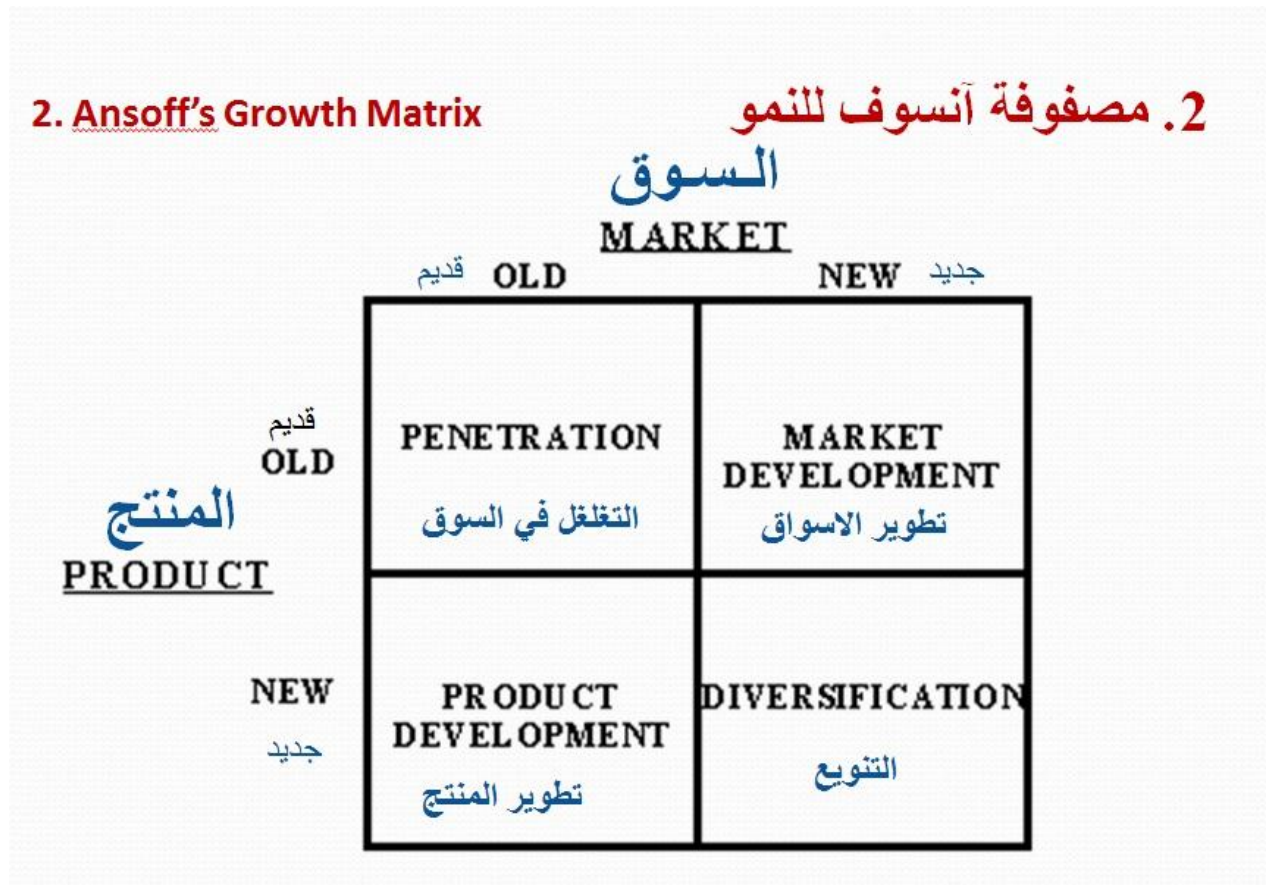 2. Ansoff's Growth Matrix
2. مصفوفة آنسوف للنمو
الـسـوق
MARKET
قديم OLD
NEW جديد
قديم
OLD
المنتج
PRODUCT
NEW
جديد
PENETRATION
التغلغل في السوق
MARKET
DEVELOPMENT
تطوير الاسواق
PRODUCT
DEVELOPMENT
تطوير المنتج
DIVERSIFICATION
التنويع